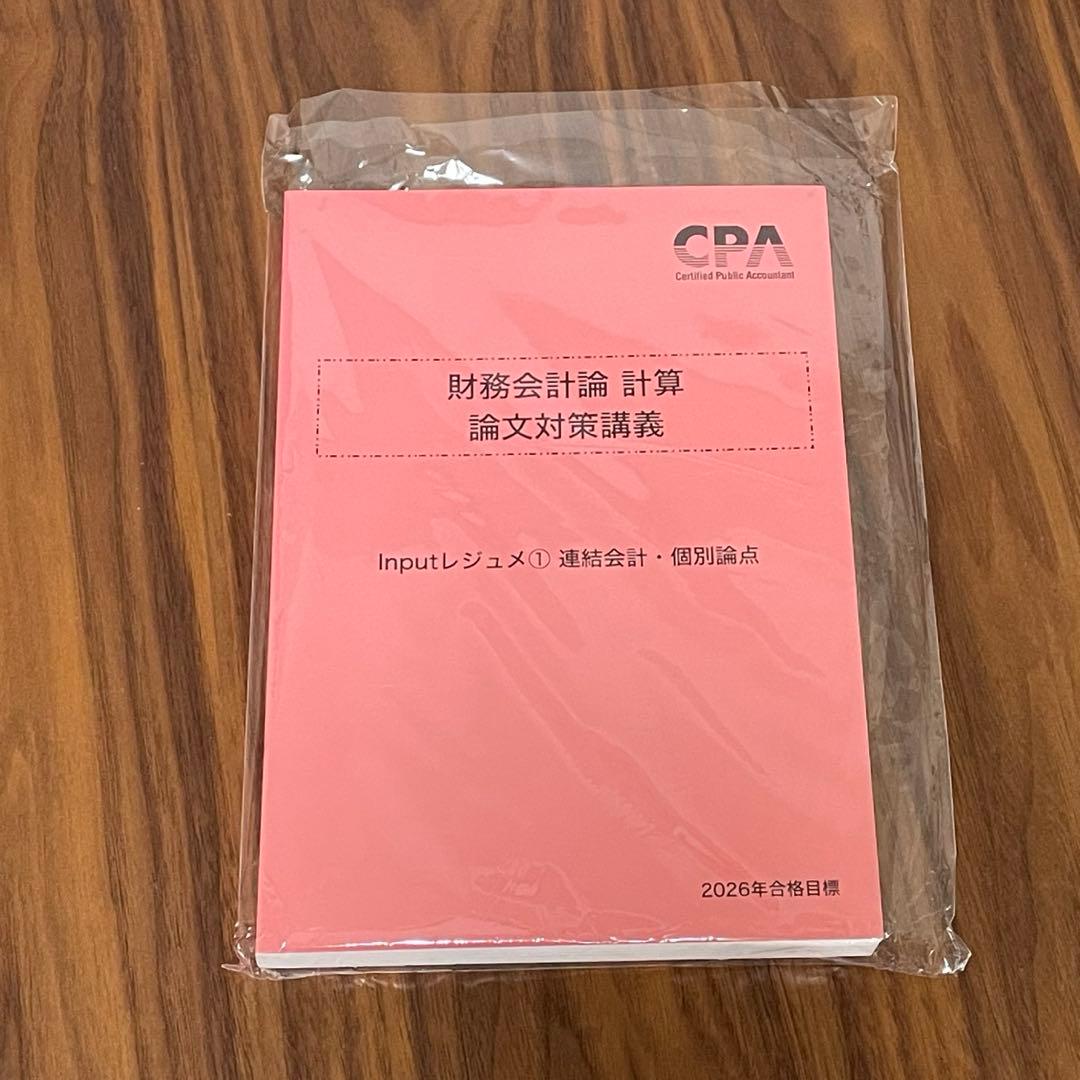 CPA
Certified Public Accountant
財務会計論 計算
論文対策講義
Inputレジュメ① 連結会計・個別論点
2026年合格目標